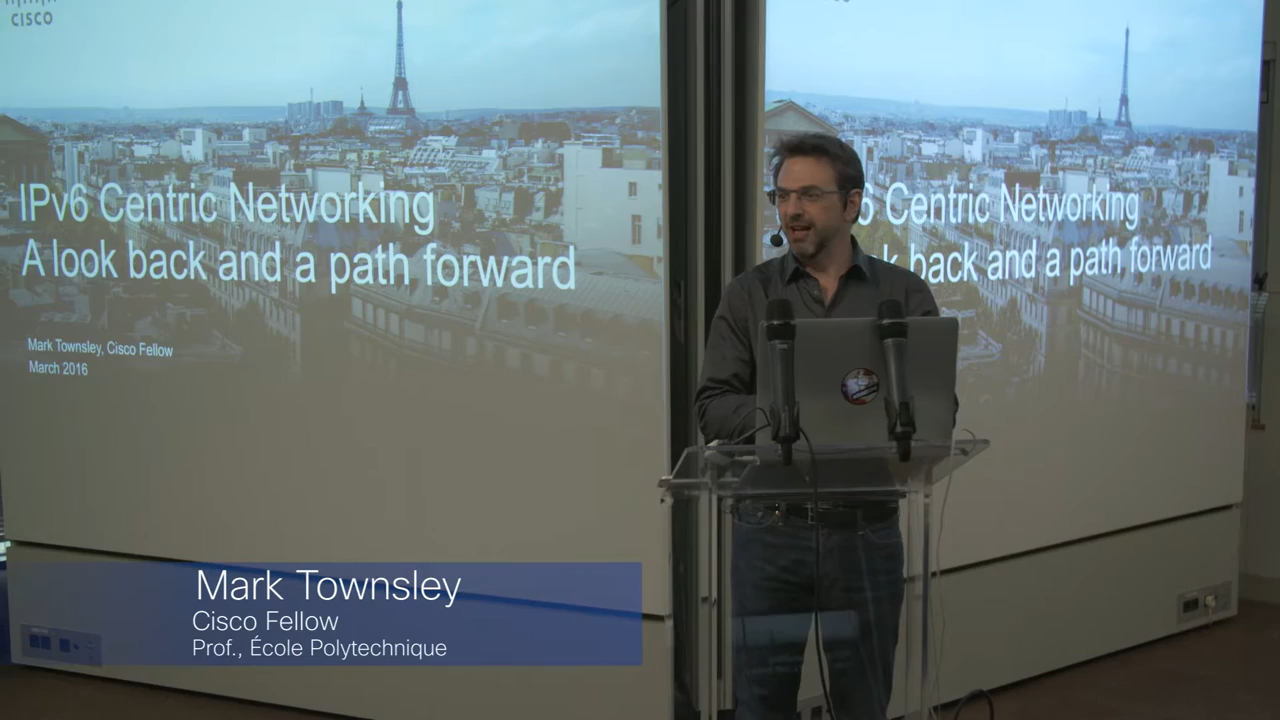 CISCO
IPv6 Centric Networking
A look back and a path forward
Mark Townsley, Cisco Fellow
March 2016
6 Centric Networking
k back and a path forward
Mark Townsley
Cisco Fellow
Prof., École Polytechnique